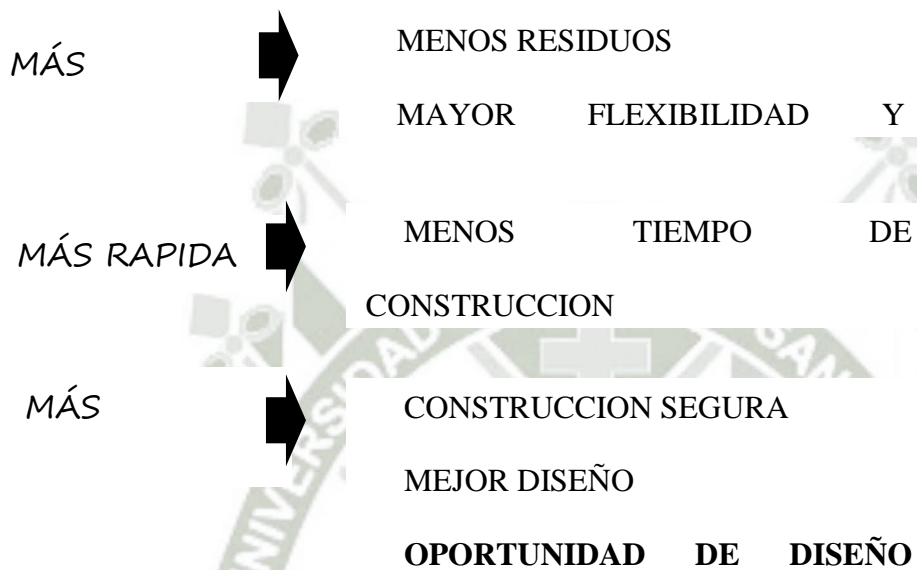 MÁS
MENOS RESIDUOS
MAYOR FLEXIBILIDAD Y
MÁS RAPIDA
MENOS TIEMPO DE
CONSTRUCCION
MÁS
CONSTRUCCION SEGURA
MEJOR DISEÑO
OPORTUNIDAD DE DISEÑO